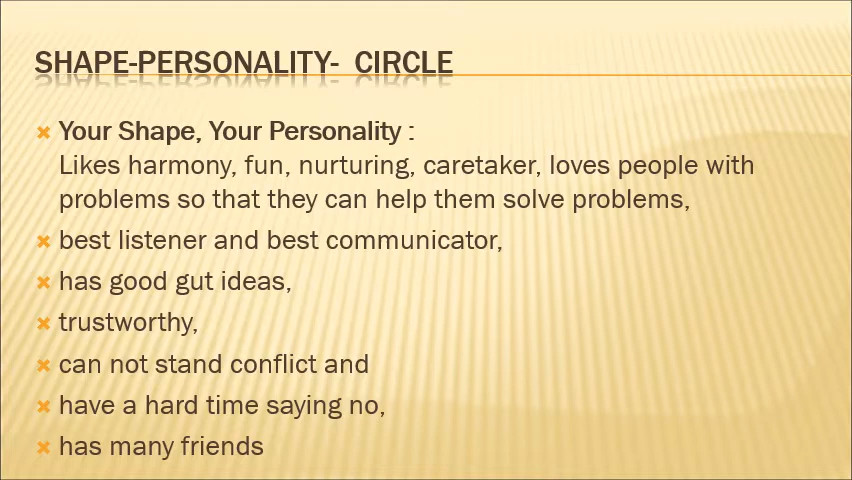 SHAPE-PERSONALITY- CIRCLE
Your Shape, Your Personality :
Likes harmony, fun, nurturing, caretaker, loves people with
problems so that they can help them solve problems,
best listener and best communicator,
has good gut ideas,
trustworthy,
can not stand conflict and
have a hard time saying no,
has many friends